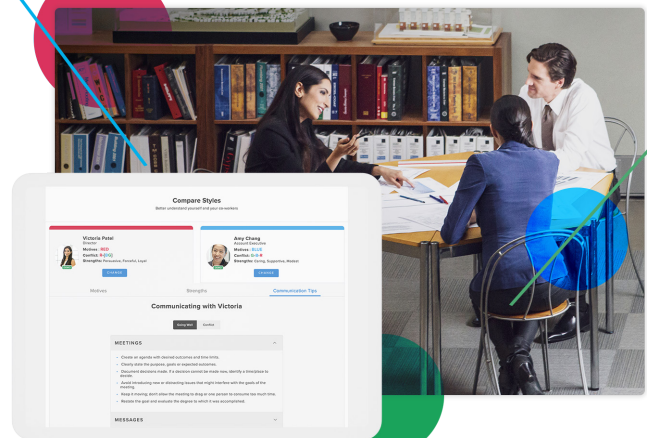 Compare Styles
Better understand yourself and your co-workers
Victoria Patel
Director
Motives : RED
Conflict: R-[BG]
Strengths: Persuasive, Forceful, Loyal
CHANGE
Amy Chang
Account Executive
Motives : BLUE
Conflict: G-B-R
Strengths: Caring, Supportive, Modest
CHANGE
Motives
Strengths
Communication Tips
Communicating with Victoria
Going Well
Conflict
MEETINGS
- Create an agenda with desired outcomes and time limits.
- Clearly state the purpose, goals or expected outcomes.
- Document decisions made. If a decision cannot be made now, identify a time/place to
decide.
- Avoid introducing new or distracting issues that might interfere with the goals of the
meeting.
- Keep it moving; don't allow the meeting to drag or one person to consume too much time.
- Restate the goal and evaluate the degree to which it was accomplished.
MESSAGES